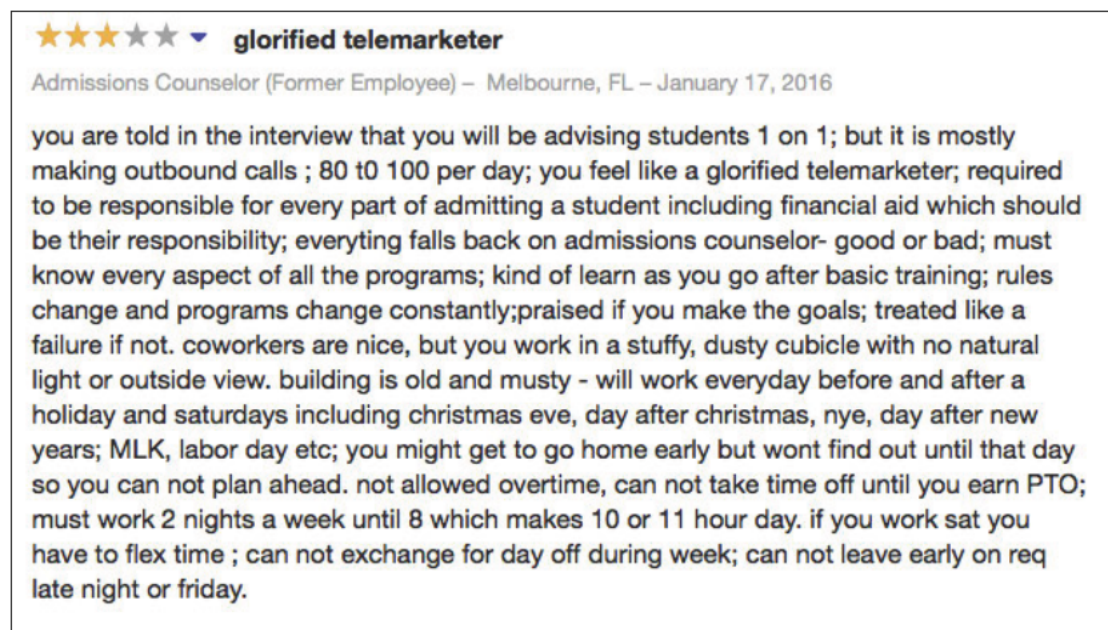 glorified telemarketer
Admissions Counselor (Former Employee) – Melbourne, FL – January 17, 2016
you are told in the interview that you will be advising students 1 on 1; but it is mostly
making outbound calls ; 80 t0 100 per day; you feel like a glorified telemarketer; required
to be responsible for every part of admitting a student including financial aid which should
be their responsibility; everyting falls back on admissions counselor- good or bad; must
know every aspect of all the programs; kind of learn as you go after basic training; rules
change and programs change constantly;praised if you make the goals; treated like a
failure if not. coworkers are nice, but you work in a stuffy, dusty cubicle with no natural
light or outside view. building is old and musty - will work everyday before and after a
holiday and saturdays including christmas eve, day after christmas, nye, day after new
years; MLK, labor day etc; you might get to go home early but wont find out until that day
so you can not plan ahead. not allowed overtime, can not take time off until you earn PTO;
must work 2 nights a week until 8 which makes 10 or 11 hour day. if you work sat you
have to flex time ; can not exchange for day off during week; can not leave early on req
late night or friday.